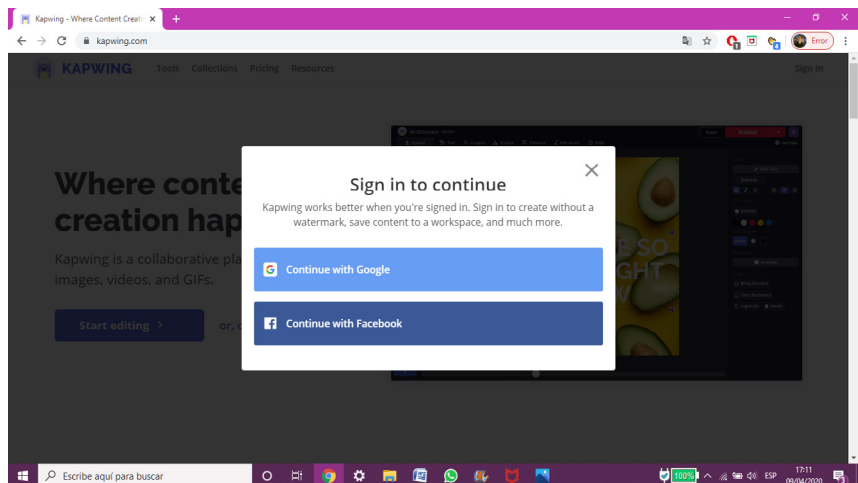 Kapwing - Where Content Creati
kapwing.com
Error
KAPWING Tools Collections Pricing Resources Sign in
Where conte
creation hap
Kapwing is a collaborative pla
images, videos, and GIFs.
Start editing >
or, c
Sign in to continue
Kapwing works better when you're signed in. Sign in to create without a
watermark, save content to a workspace, and much more.
G Continue with Google
f Continue with Facebook
E SO
GHT
W
Escribe aquí para buscar
100%
ESP
17:11
09/04/2020